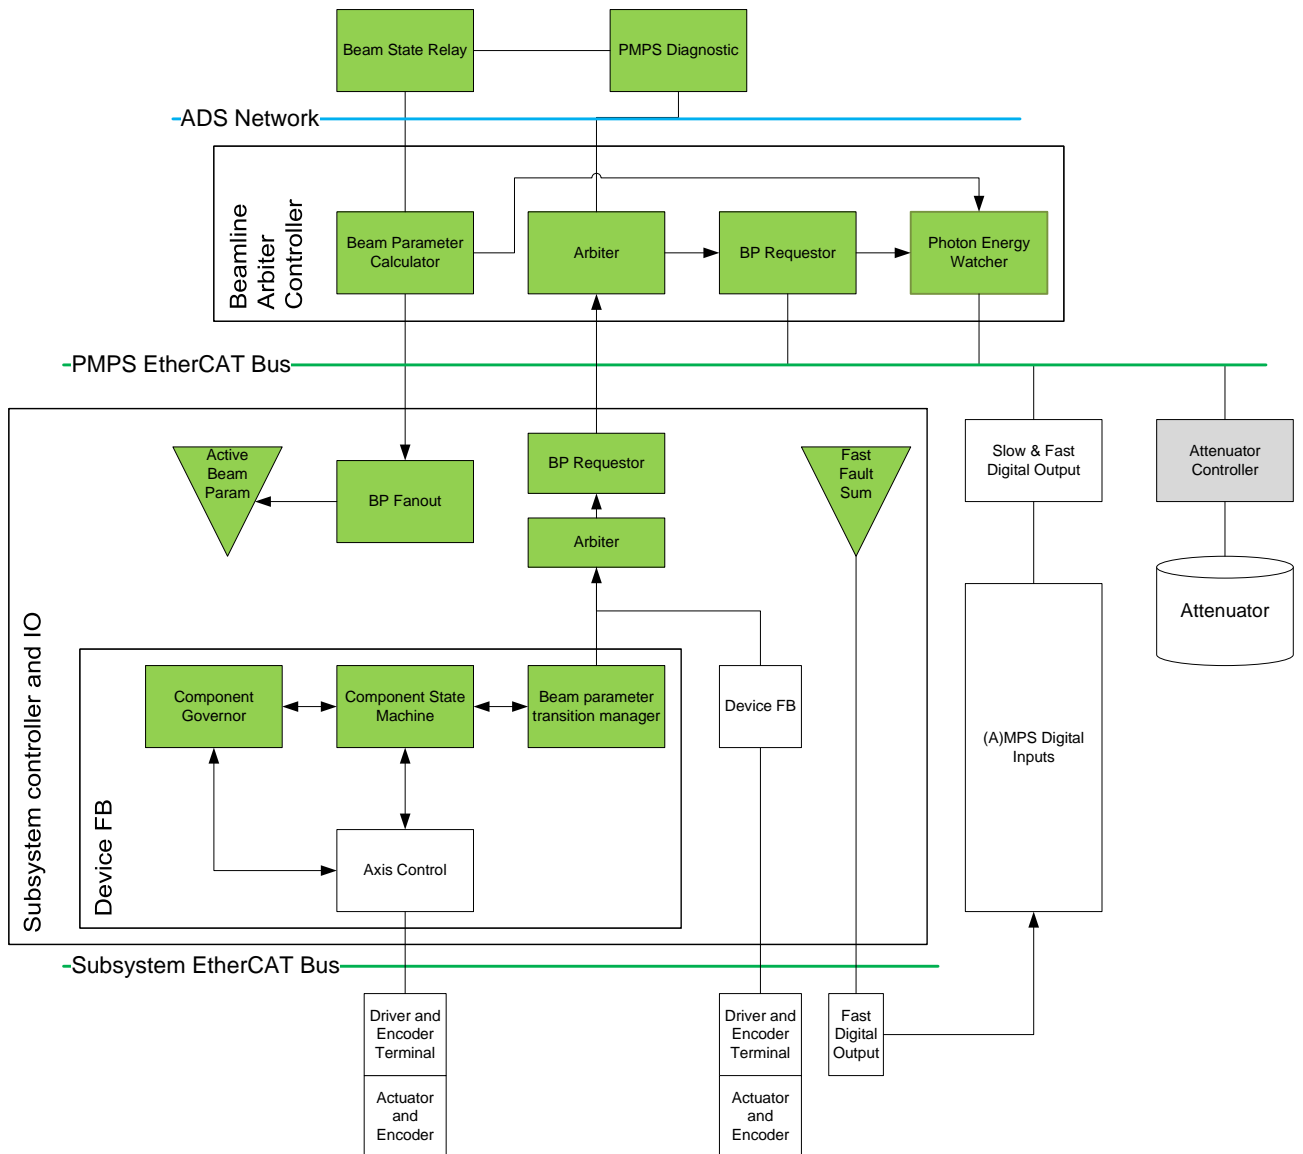 Beam State Relay
PMPS Diagnostic
ADS Network
Beamline
Arbiter
Controller
Beam Parameter
Calculator
Arbiter
BP Requestor
Photon Energy
Watcher
PMPS EtherCAT Bus
Subsystem controller and IO
Active
Beam
Param
BP Fanout
BP Requestor
Arbiter
Fast
Fault
Sum
Slow & Fast
Digital Output
Attenuator
Controller
Attenuator
Device FB
Component
Governor
Component State
Machine
Beam parameter
transition manager
Device FB
(A)MPS Digital
Inputs
Axis Control
Subsystem EtherCAT Bus
Driver and
Encoder
Terminal
Actuator
and
Encoder
Driver and
Encoder
Terminal
Actuator
and
Encoder
Fast
Digital
Output